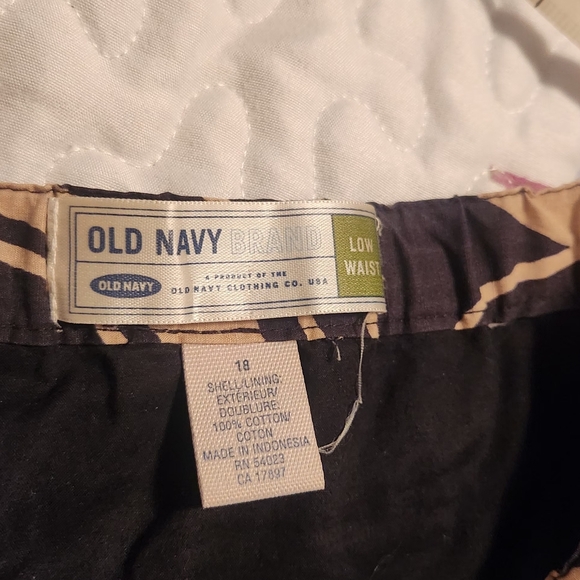 OLD NAVY BRAND
LOW
WAIST
OLD NAVY
A PRODUCT OF THE
OLD NAVY CLOTHING CO. USA
18
SHELL/LINING:
EXTÉRIEUR/
DOUBLURE:
100% COTTON/
COTON
MADE IN INDONESIA
RN 54023
CA 17897